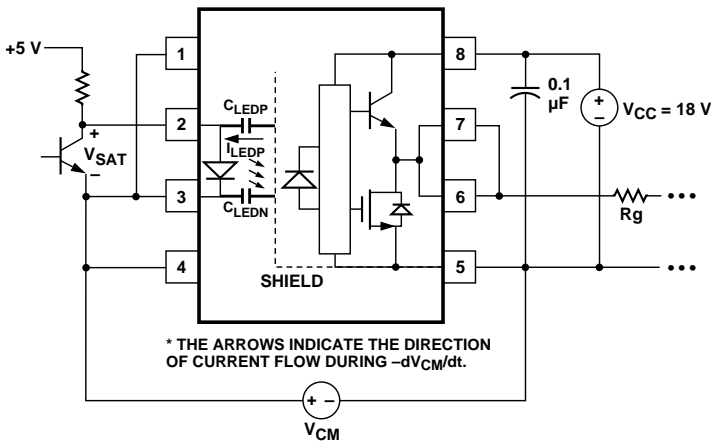 +5 V
1
8
C_LEDP
0.1
µF
+
–
V_CC = 18 V
2
7
+
V_SAT
–
I_LEDP
3
6
C_LEDN
Rg
•••
4
5
•••
SHIELD
* THE ARROWS INDICATE THE DIRECTION
OF CURRENT FLOW DURING –dV_CM/dt.
+ –
V_CM